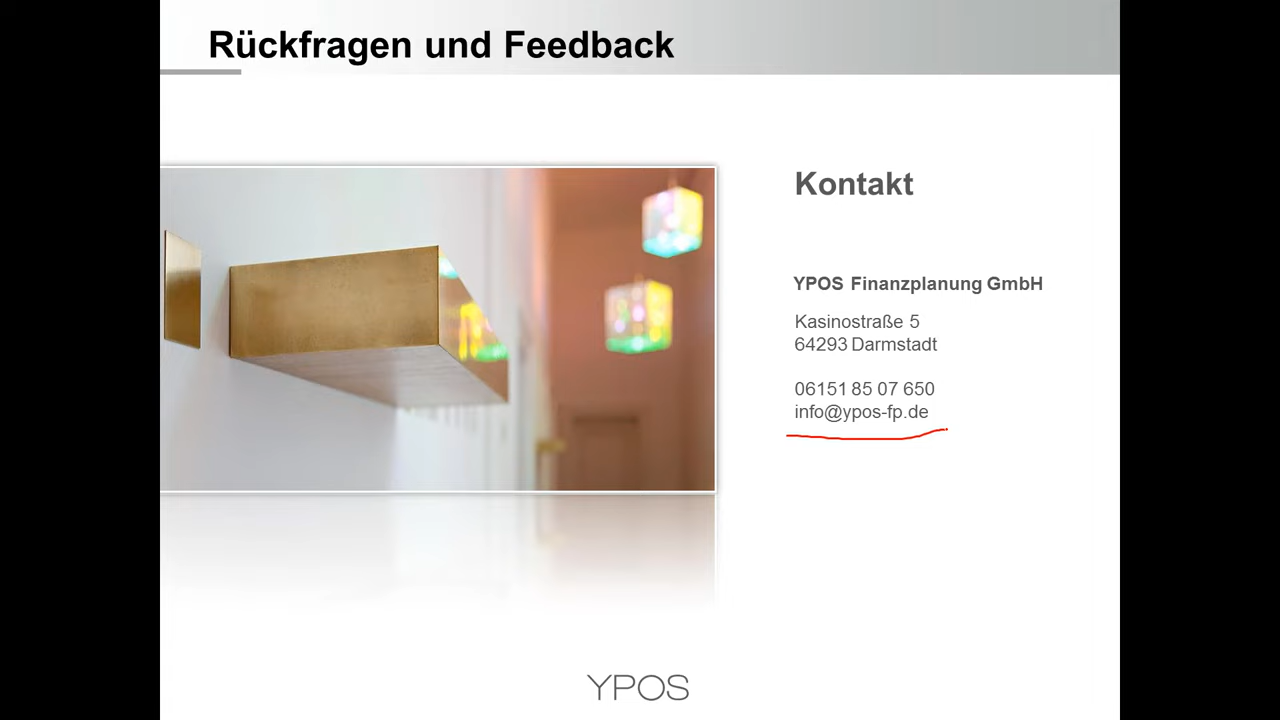 Rückfragen und Feedback
Kontakt
YPOS Finanzplanung GmbH
Kasinostraße 5
64293 Darmstadt
06151 85 07 650
info@ypos-fp.de
YPOS